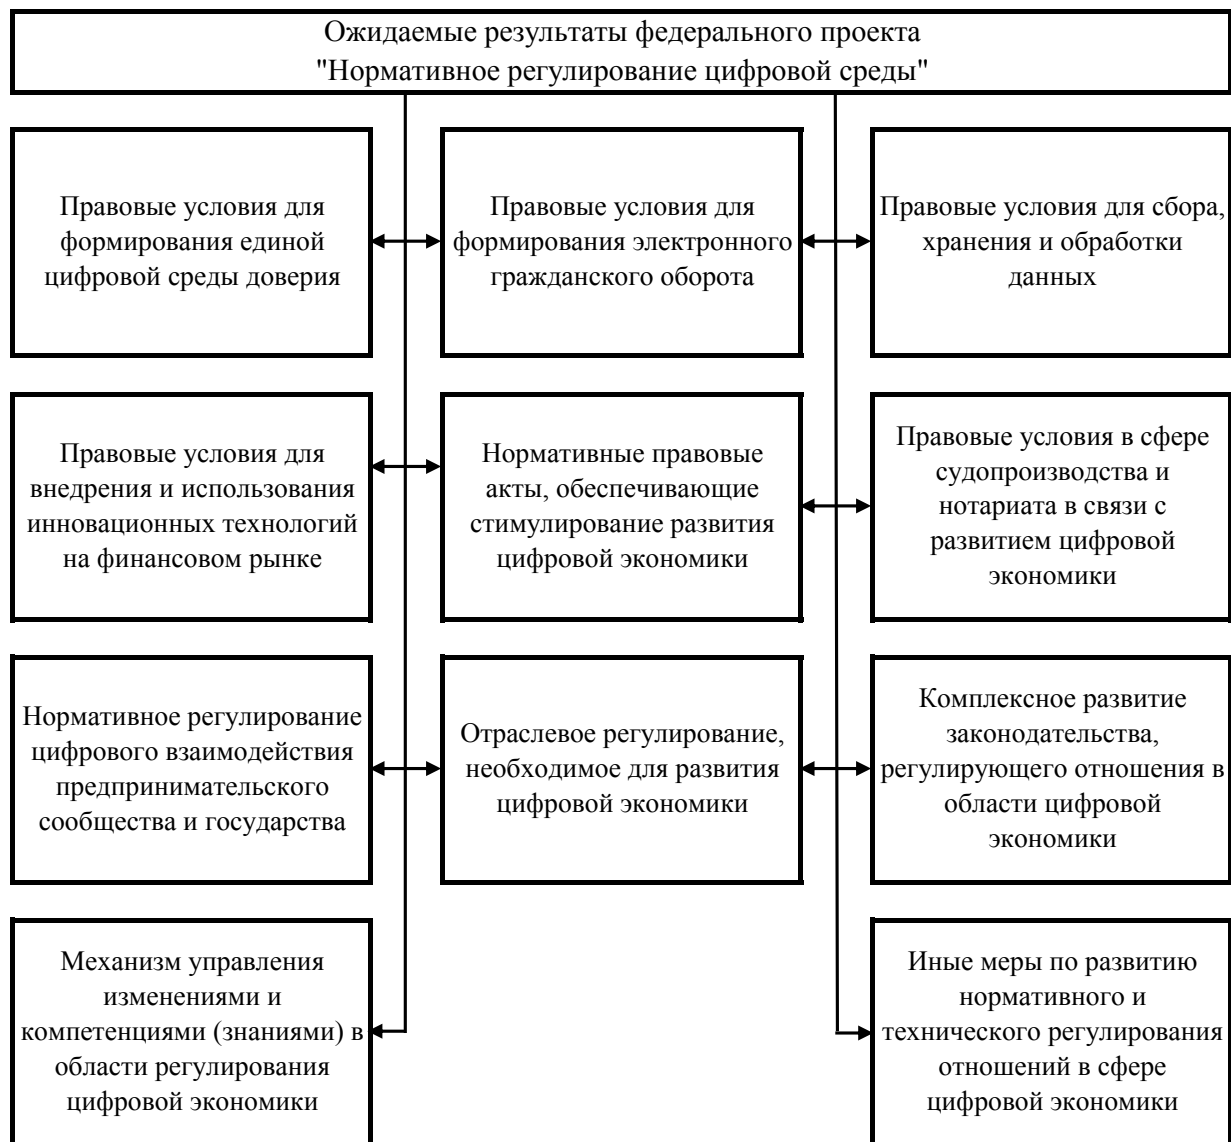 Ожидаемые результаты федерального проекта
"Нормативное регулирование цифровой среды"
Правовые условия для
формирования единой
цифровой среды доверия
Правовые условия для
формирования электронного
гражданского оборота
Правовые условия для сбора,
хранения и обработки
данных
Правовые условия для
внедрения и использования
инновационных технологий
на финансовом рынке
Нормативные правовые
акты, обеспечивающие
стимулирование развития
цифровой экономики
Правовые условия в сфере
судопроизводства и
нотариата в связи с
развитием цифровой
экономики
Нормативное регулирование
цифрового взаимодействия
предпринимательского
сообщества и государства
Отраслевое регулирование,
необходимое для развития
цифровой экономики
Комплексное развитие
законодательства,
регулирующего отношения в
области цифровой
экономики
Механизм управления
изменениями и
компетенциями (знаниями) в
области регулирования
цифровой экономики
Иные меры по развитию
нормативного и
технического регулирования
отношений в сфере
цифровой экономики